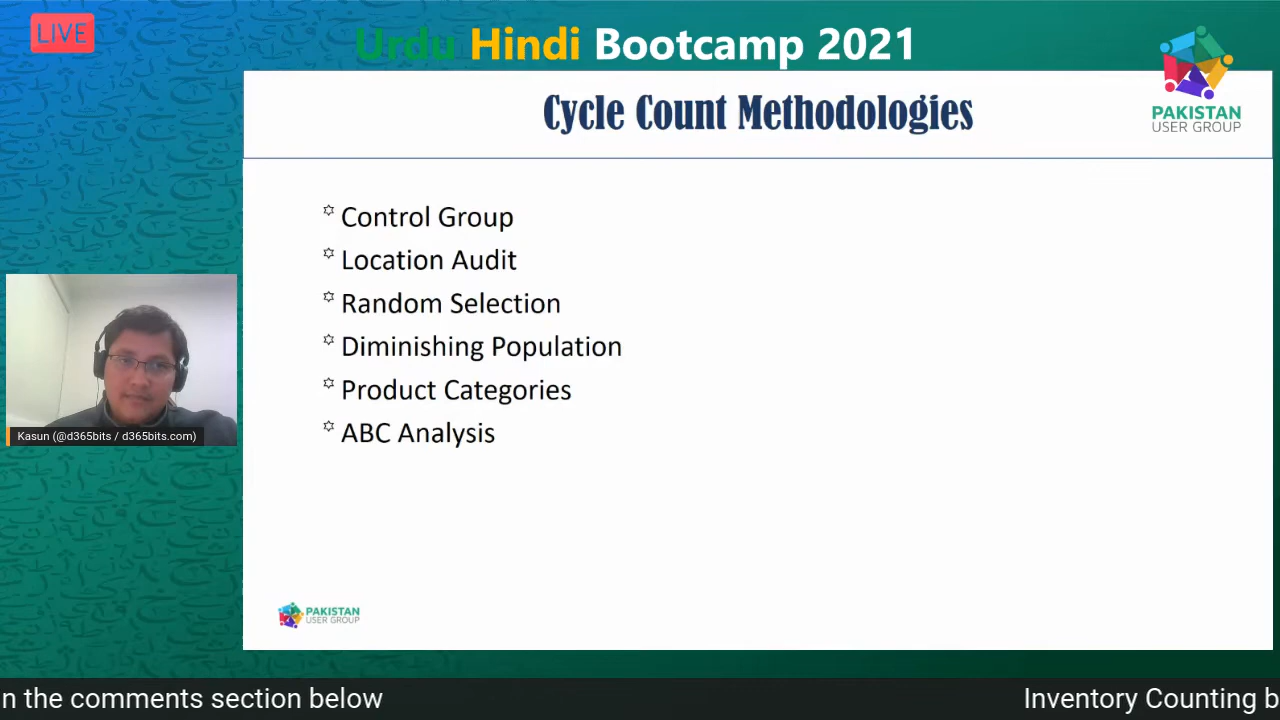 LIVE
Urdu Hindi Bootcamp 2021
PAKISTAN
USER GROUP
Cycle Count Methodologies
Control Group
Location Audit
Random Selection
Diminishing Population
Product Categories
ABC Analysis
Kasun (@d365bits / d365bits.com)
PAKISTAN
USER GROUP
n the comments section below
Inventory Counting b